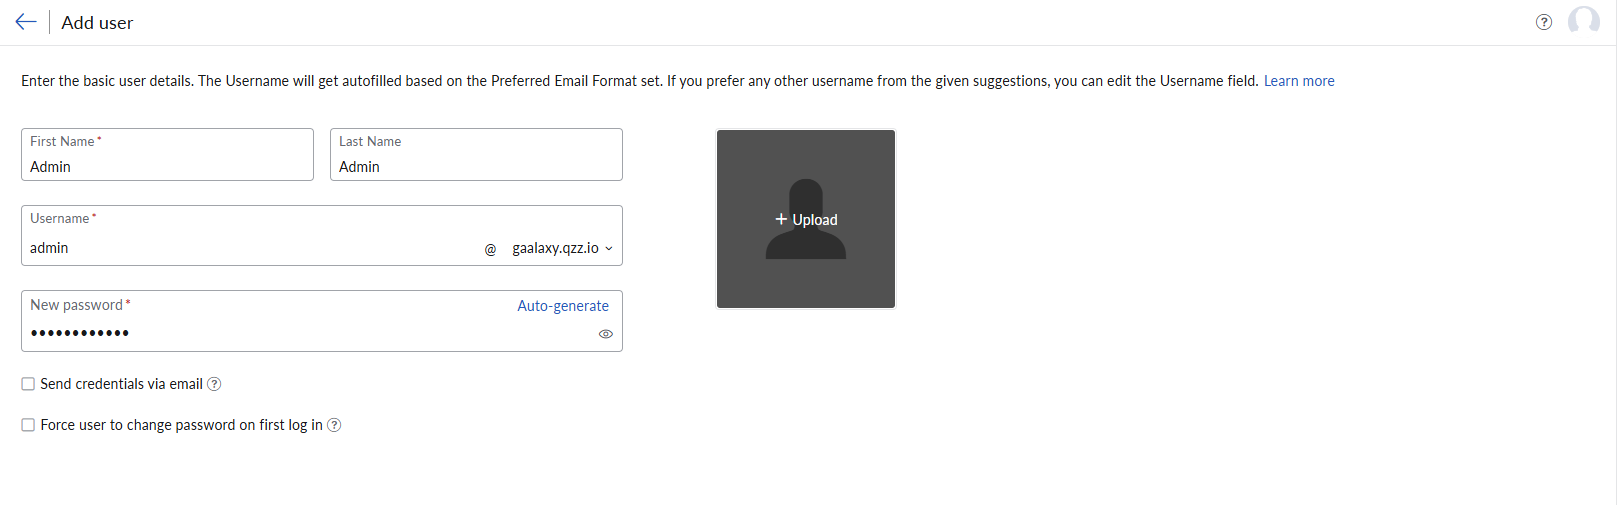 Add user
?
Enter the basic user details. The Username will get autofilled based on the Preferred Email Format set. If you prefer any other username from the given suggestions, you can edit the Username field. Learn more
First Name *
Admin
Last Name
Admin
+ Upload
Username *
admin @ gaalaxy.qzz.io
New password * Auto-generate
••••••••••••
Send credentials via email ?
Force user to change password on first log in ?